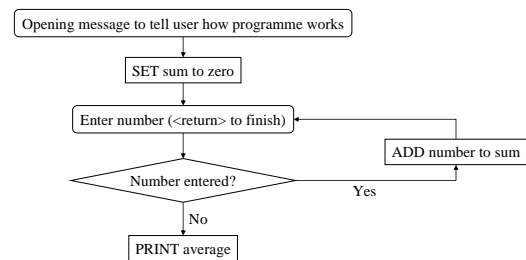 Opening message to tell user how programme works
SET sum to zero
Enter number (<return> to finish)
ADD number to sum
Number entered?
Yes
No
PRINT average